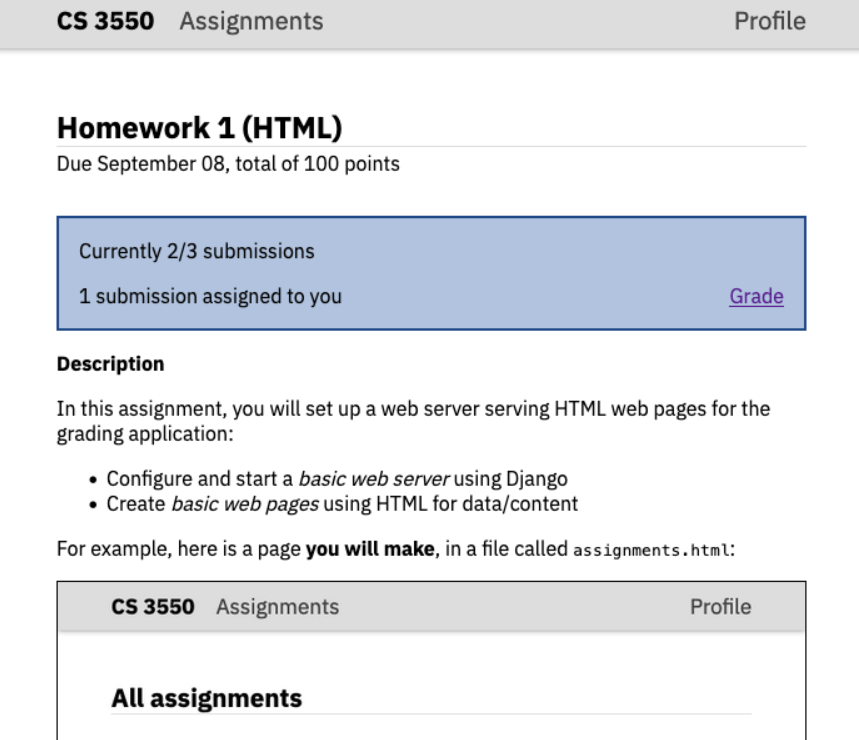 CS 3550 Assignments Profile
Homework 1 (HTML)
Due September 08, total of 100 points
Currently 2/3 submissions
1 submission assigned to you Grade
Description
In this assignment, you will set up a web server serving HTML web pages for the
grading application:
• Configure and start a basic web server using Django
• Create basic web pages using HTML for data/content
For example, here is a page you will make, in a file called assignments.html:
CS 3550 Assignments Profile
All assignments